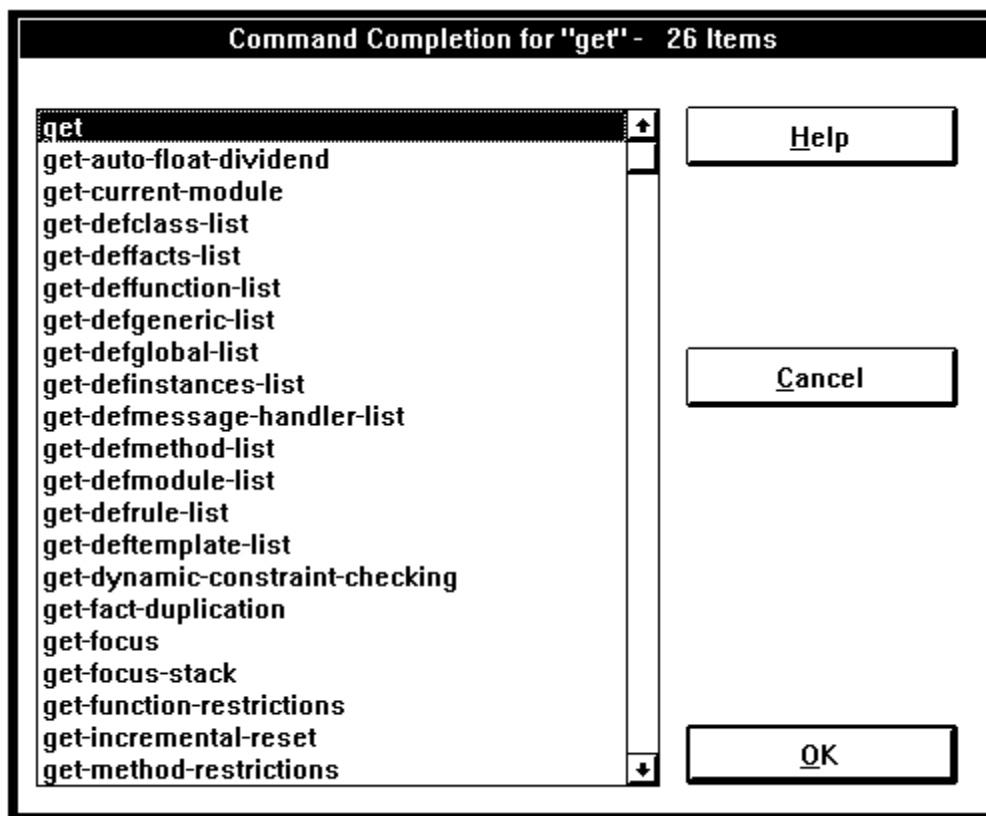 Command Completion for "get" - 26 Items
get
get-auto-float-dividend
get-current-module
get-defclass-list
get-deffacts-list
get-deffunction-list
get-defgeneric-list
get-defglobal-list
get-definstances-list
get-defmessage-handler-list
get-defmethod-list
get-defmodule-list
get-defrule-list
get-deftemplate-list
get-dynamic-constraint-checking
get-fact-duplication
get-focus
get-focus-stack
get-function-restrictions
get-incremental-reset
get-method-restrictions
Help
Cancel
OK